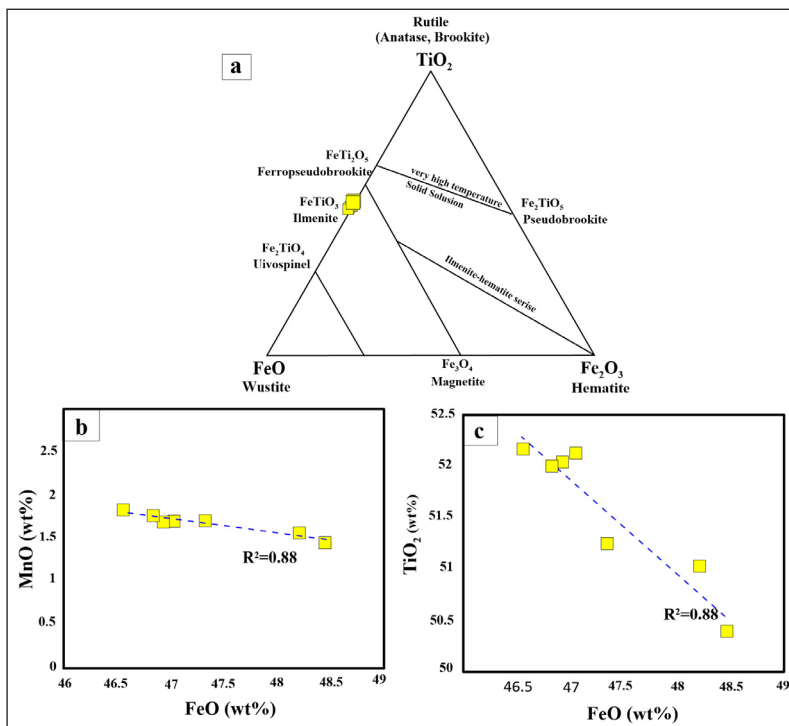 Rutile
(Anatase, Brookite)
TiO₂
a
FeTi₂O₅
Ferropseudobrookite
very high temperature
Solid Solusion
FeTiO₃
Ilmenite
Fe₂TiO₅
Pseudobrookite
Fe₂TiO₄
Uivospinel
Ilmenite-hematite serise
FeO
Wustite
Fe₃O₄
Magnetite
Fe₂O₃
Hematite
b
2.5
2
1.5
1
0.5
0
MnO (wt%)
R²=0.88
46 46.5 47 47.5 48 48.5 49
FeO (wt%)
c
52.5
52
51.5
51
50.5
50
TiO₂ (wt%)
R²=0.88
46.5 47 47.5 48 48.5 49
FeO (wt%)